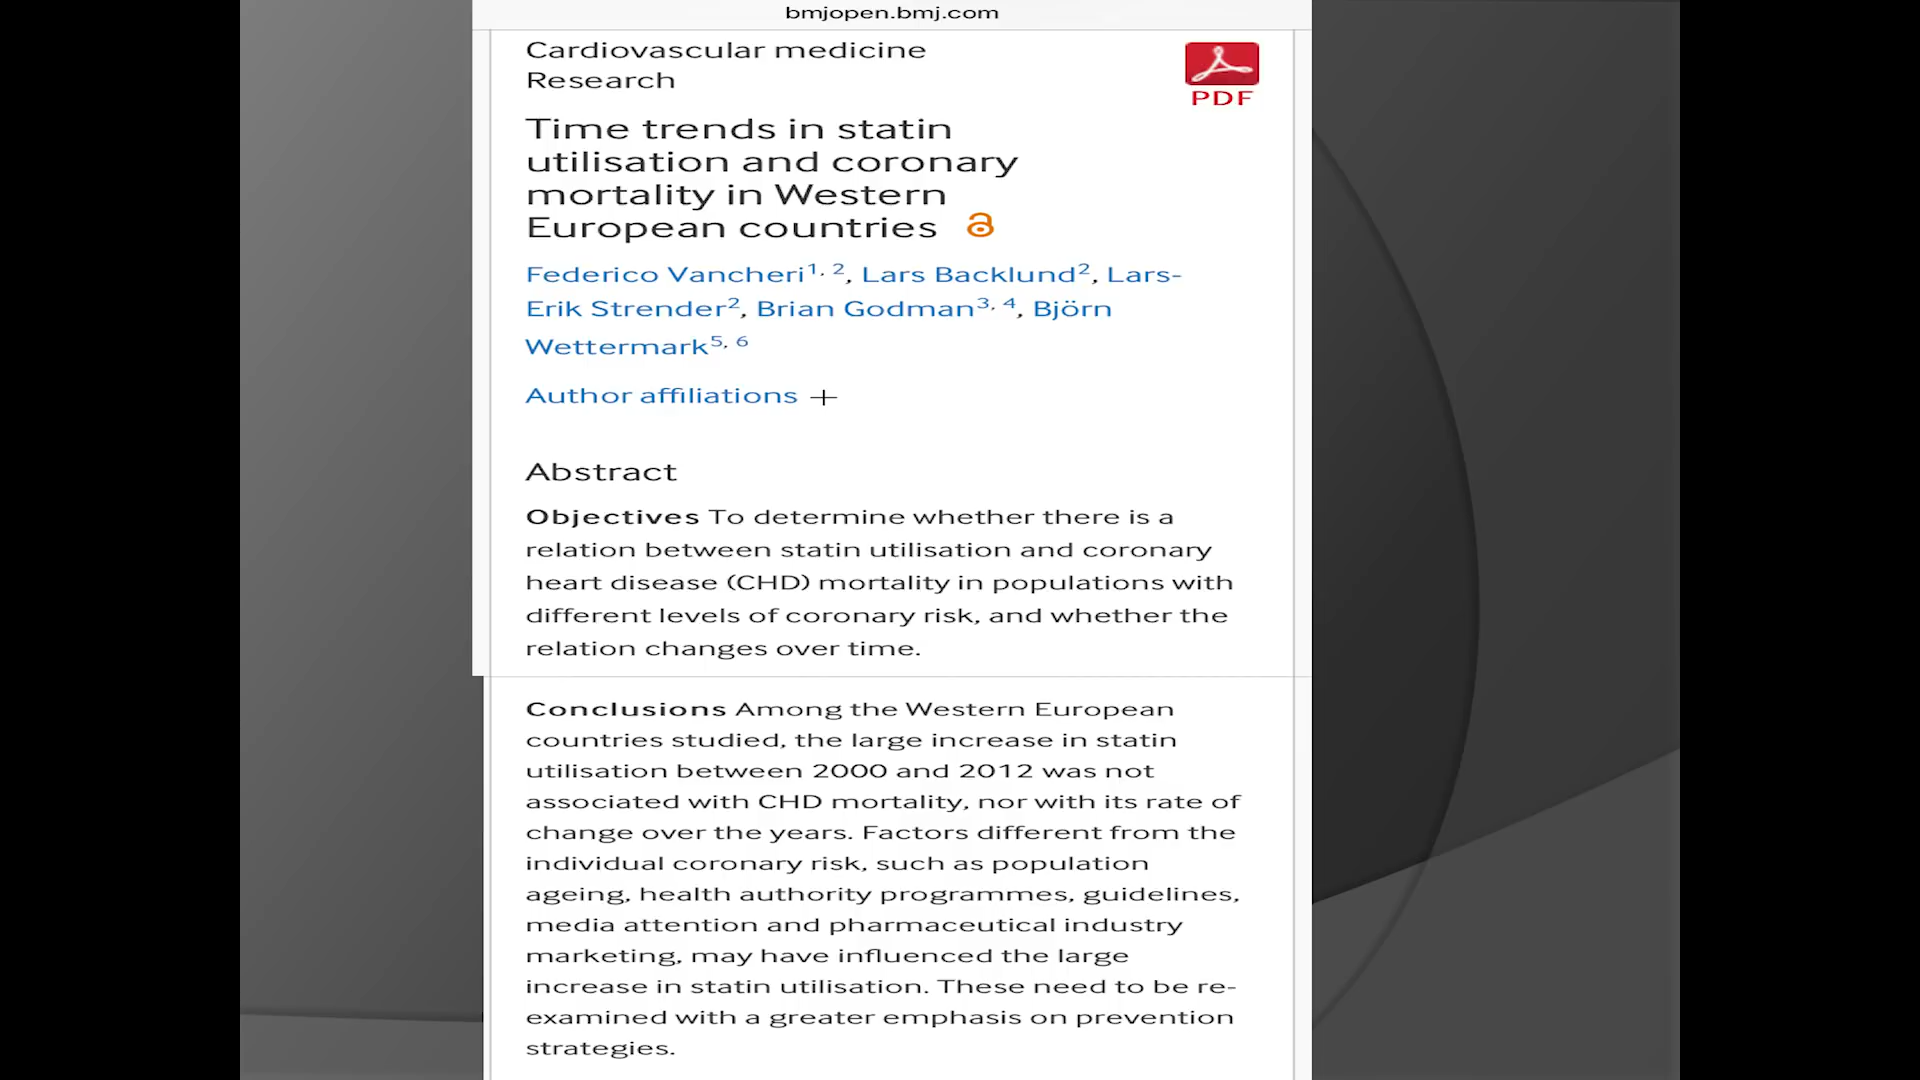 bmjopen.bmj.com
Cardiovascular medicine
Research
PDF
Time trends in statin
utilisation and coronary
mortality in Western
European countries
Federico Vancheri1, 2, Lars Backlund2, Lars-
Erik Strender2, Brian Godman3, 4, Björn
Wettermark5, 6
Author affiliations +
Abstract
Objectives To determine whether there is a
relation between statin utilisation and coronary
heart disease (CHD) mortality in populations with
different levels of coronary risk, and whether the
relation changes over time.
Conclusions Among the Western European
countries studied, the large increase in statin
utilisation between 2000 and 2012 was not
associated with CHD mortality, nor with its rate of
change over the years. Factors different from the
individual coronary risk, such as population
ageing, health authority programmes, guidelines,
media attention and pharmaceutical industry
marketing, may have influenced the large
increase in statin utilisation. These need to be re-
examined with a greater emphasis on prevention
strategies.